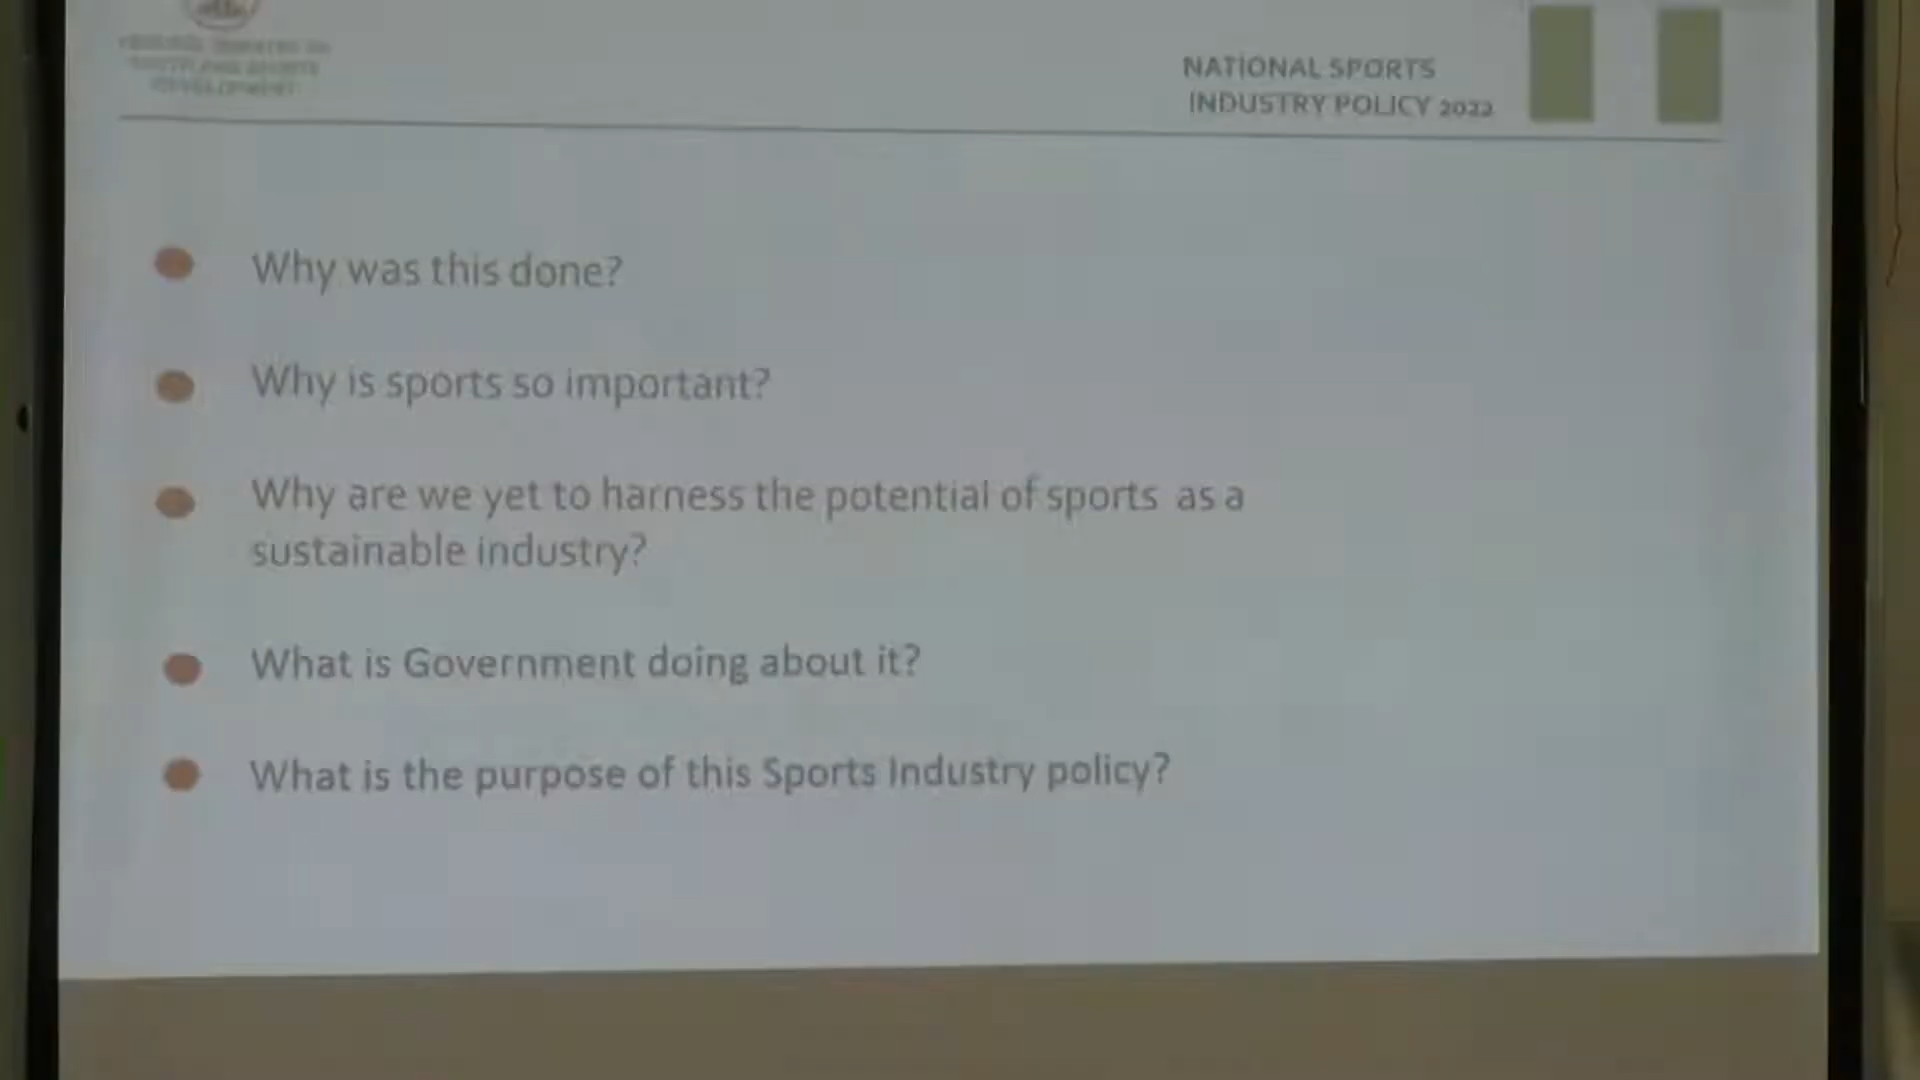 NATIONAL SPORTS
INDUSTRY POLICY 2022
Why was this done?
Why is sports so important?
Why are we yet to harness the potential of sports as a
sustainable industry?
What is Government doing about it?
What is the purpose of this Sports Industry policy?